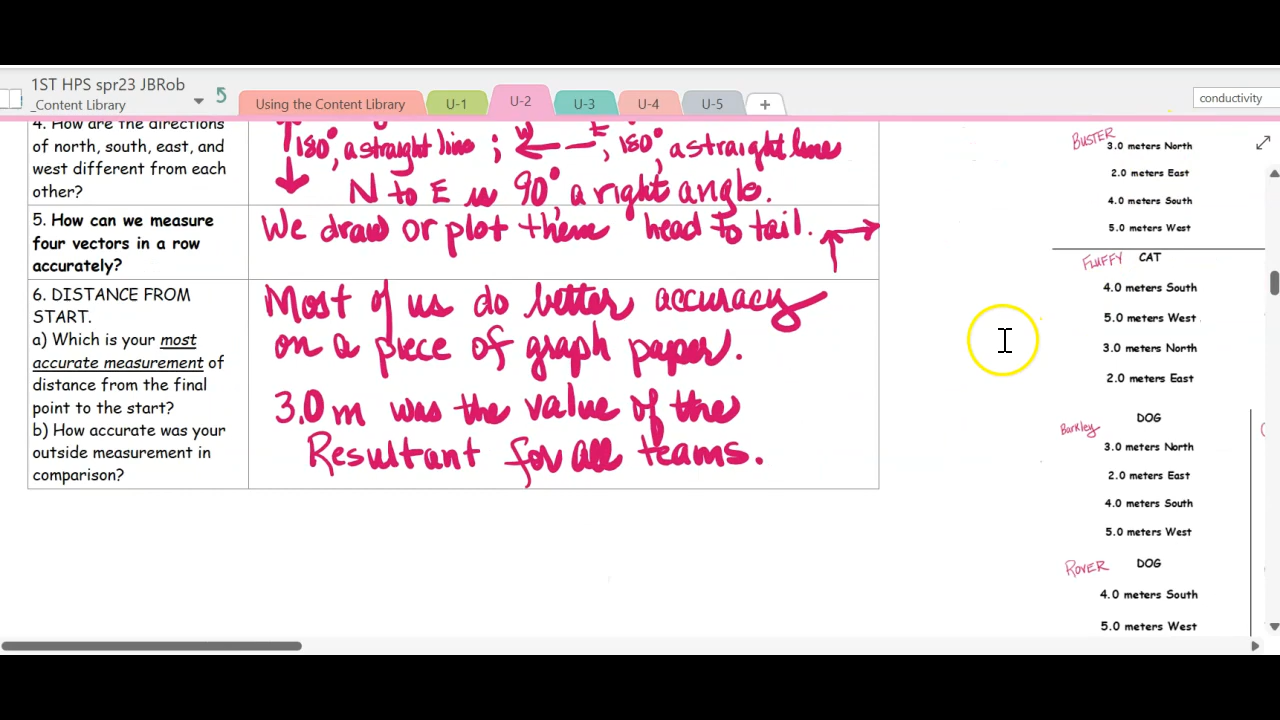 1ST HPS spr23 JBRob
_Content Library
Using the Content Library
U-1
U-2
U-3
U-4
U-5
+
conductivity
4. How are the directions
of north, south, east, and
west different from each
other?
180°, a straight line ; W E 180°, a straight line
N to E is 90° a right angle.
5. How can we measure
four vectors in a row
accurately?
We draw or plot them head to tail.
6. DISTANCE FROM
START.
a) Which is your most
accurate measurement of
distance from the final
point to the start?
b) How accurate was your
outside measurement in
comparison?
Most of us do better accuracy
on a piece of graph paper.
3.0 m was the value of the
Resultant for all teams.
BUSTER
3.0 meters North
2.0 meters East
4.0 meters South
5.0 meters West
FLUFFY CAT
4.0 meters South
5.0 meters West
3.0 meters North
2.0 meters East
DOG
Barkley
3.0 meters North
2.0 meters East
4.0 meters South
5.0 meters West
ROVER DOG
4.0 meters South
5.0 meters West